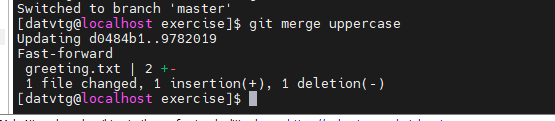 Switched to branch 'master'
[datvtg@localhost exercise]$ git merge uppercase
Updating d0484b1..9782019
Fast-forward
 greeting.txt | 2 +-
 1 file changed, 1 insertion(+), 1 deletion(-)
[datvtg@localhost exercise]$